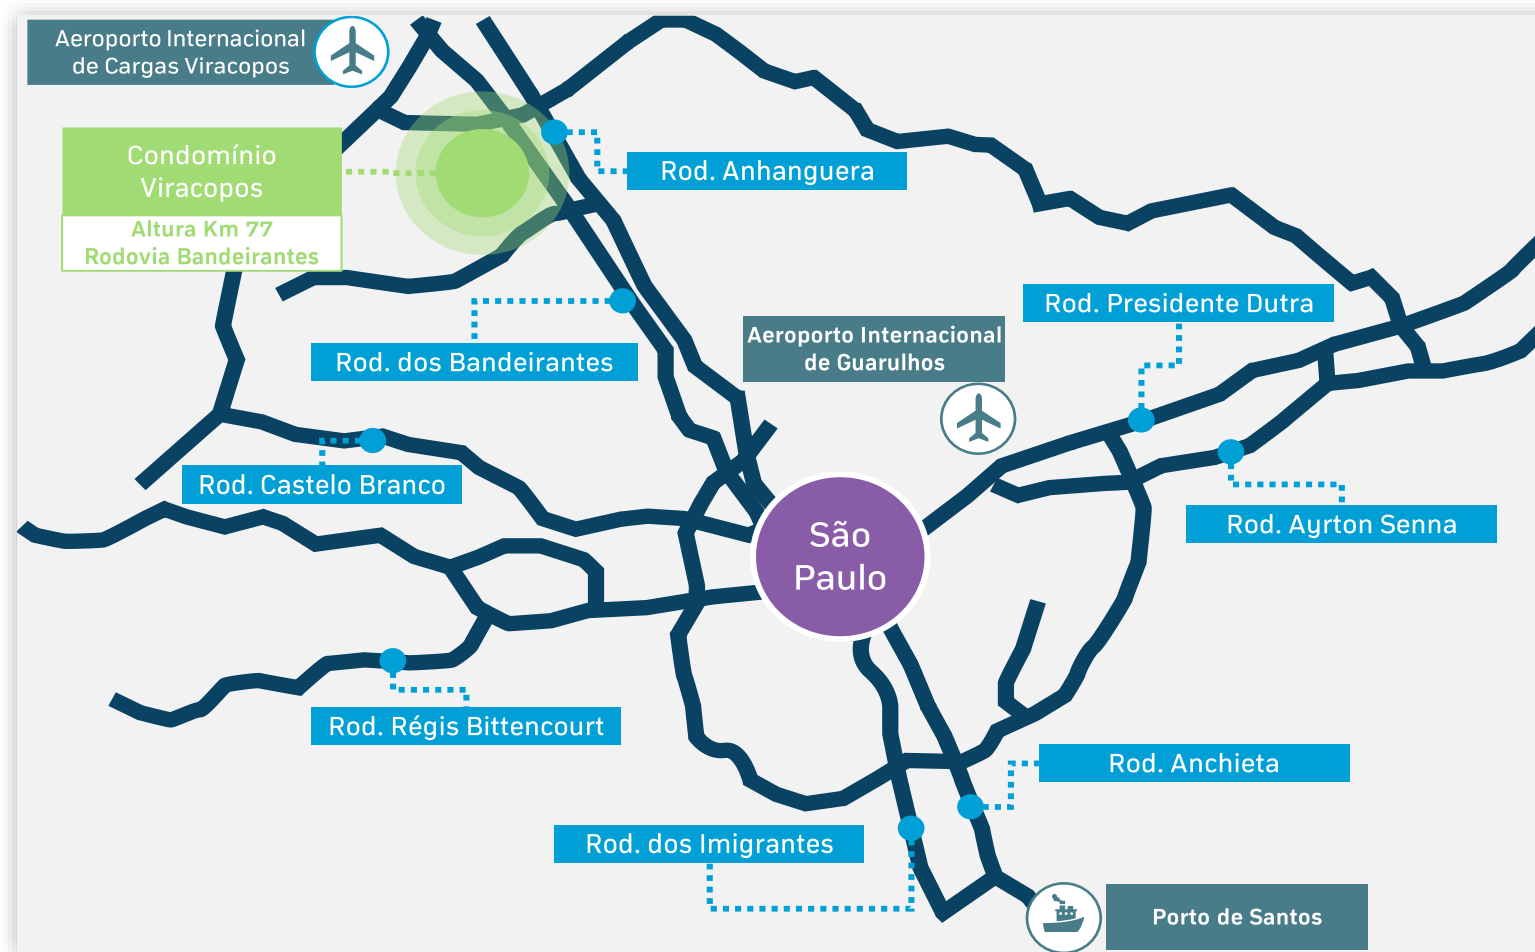 Aeroporto Internacional
de Cargas Viracopos
Condomínio
Viracopos
Altura Km 77
Rodovia Bandeirantes
Rod. Anhanguera
Rod. Presidente Dutra
Aeroporto Internacional
de Guarulhos
Rod. dos Bandeirantes
Rod. Castelo Branco
Rod. Ayrton Senna
São
Paulo
Rod. Régis Bittencourt
Rod. Anchieta
Rod. dos Imigrantes
Porto de Santos